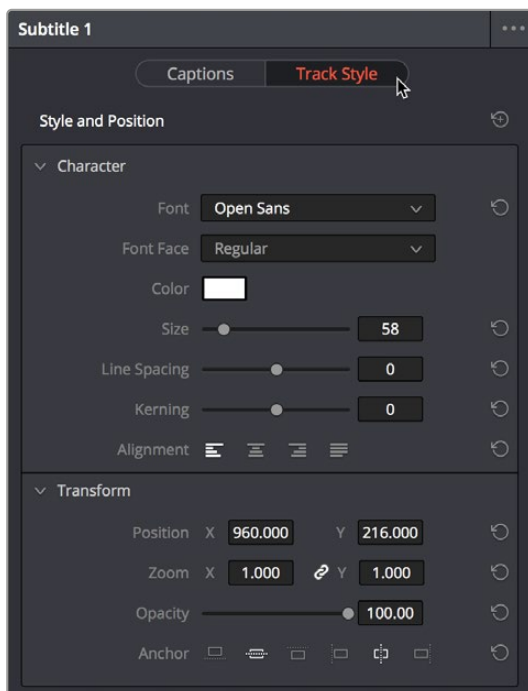 Subtitle 1
Captions Track Style
Style and Position
Character
Font Open Sans
Font Face Regular
Color
Size 58
Line Spacing 0
Kerning 0
Alignment
Transform
Position X 960.000 Y 216.000
Zoom X 1.000 Y 1.000
Opacity 100.00
Anchor